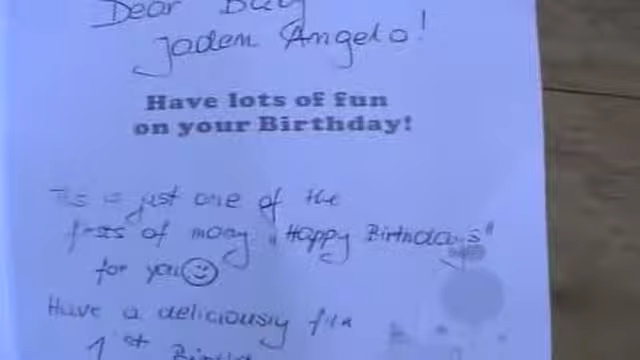 Dear
Jaden Angelo!
Have lots of fun
on your Birthday!
is just one of the
firsts of many „Happy Birthdays"
for you☺
Have a deliciously fun
1st